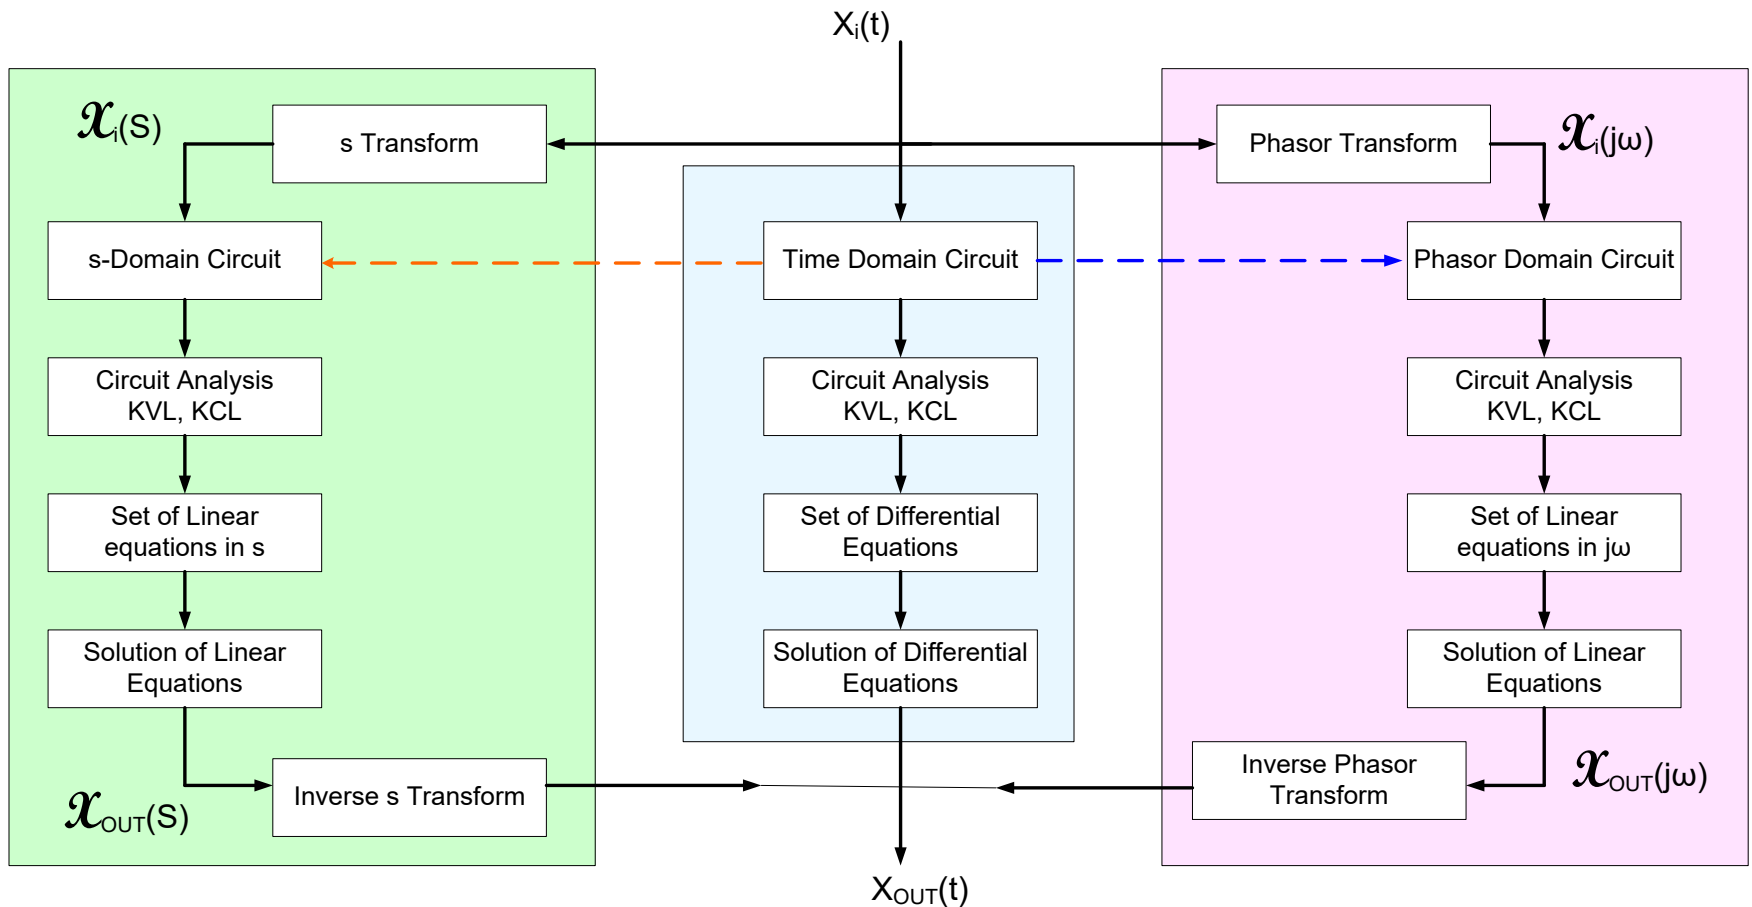 Xi(t)
𝒳i(S)
s Transform
Phasor Transform
𝒳i(jω)
s-Domain Circuit
Time Domain Circuit
Phasor Domain Circuit
Circuit Analysis
KVL, KCL
Circuit Analysis
KVL, KCL
Circuit Analysis
KVL, KCL
Set of Linear
equations in s
Set of Differential
Equations
Set of Linear
equations in jω
Solution of Linear
Equations
Solution of Differential
Equations
Solution of Linear
Equations
𝒳OUT(S)
Inverse s Transform
Inverse Phasor
Transform
𝒳OUT(jω)
XOUT(t)